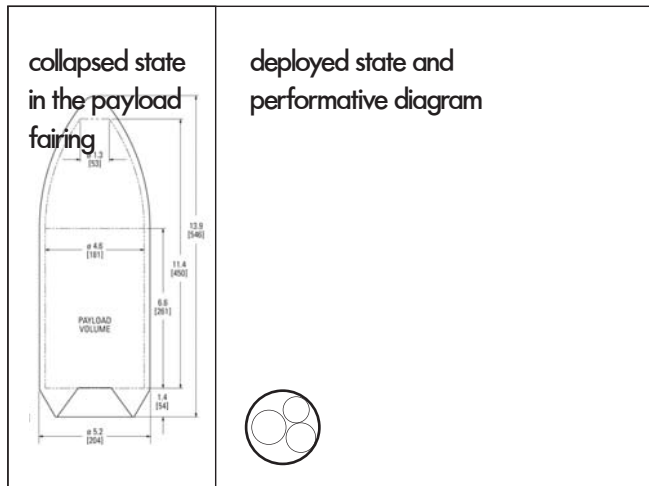 collapsed state
in the payload
fairing
deployed state and
performative diagram
ø 1.3
[53]
13.9
[546]
ø 4.6
[181]
11.4
[450]
6.6
[261]
PAYLOAD
VOLUME
1.4
[54]
ø 5.2
[204]